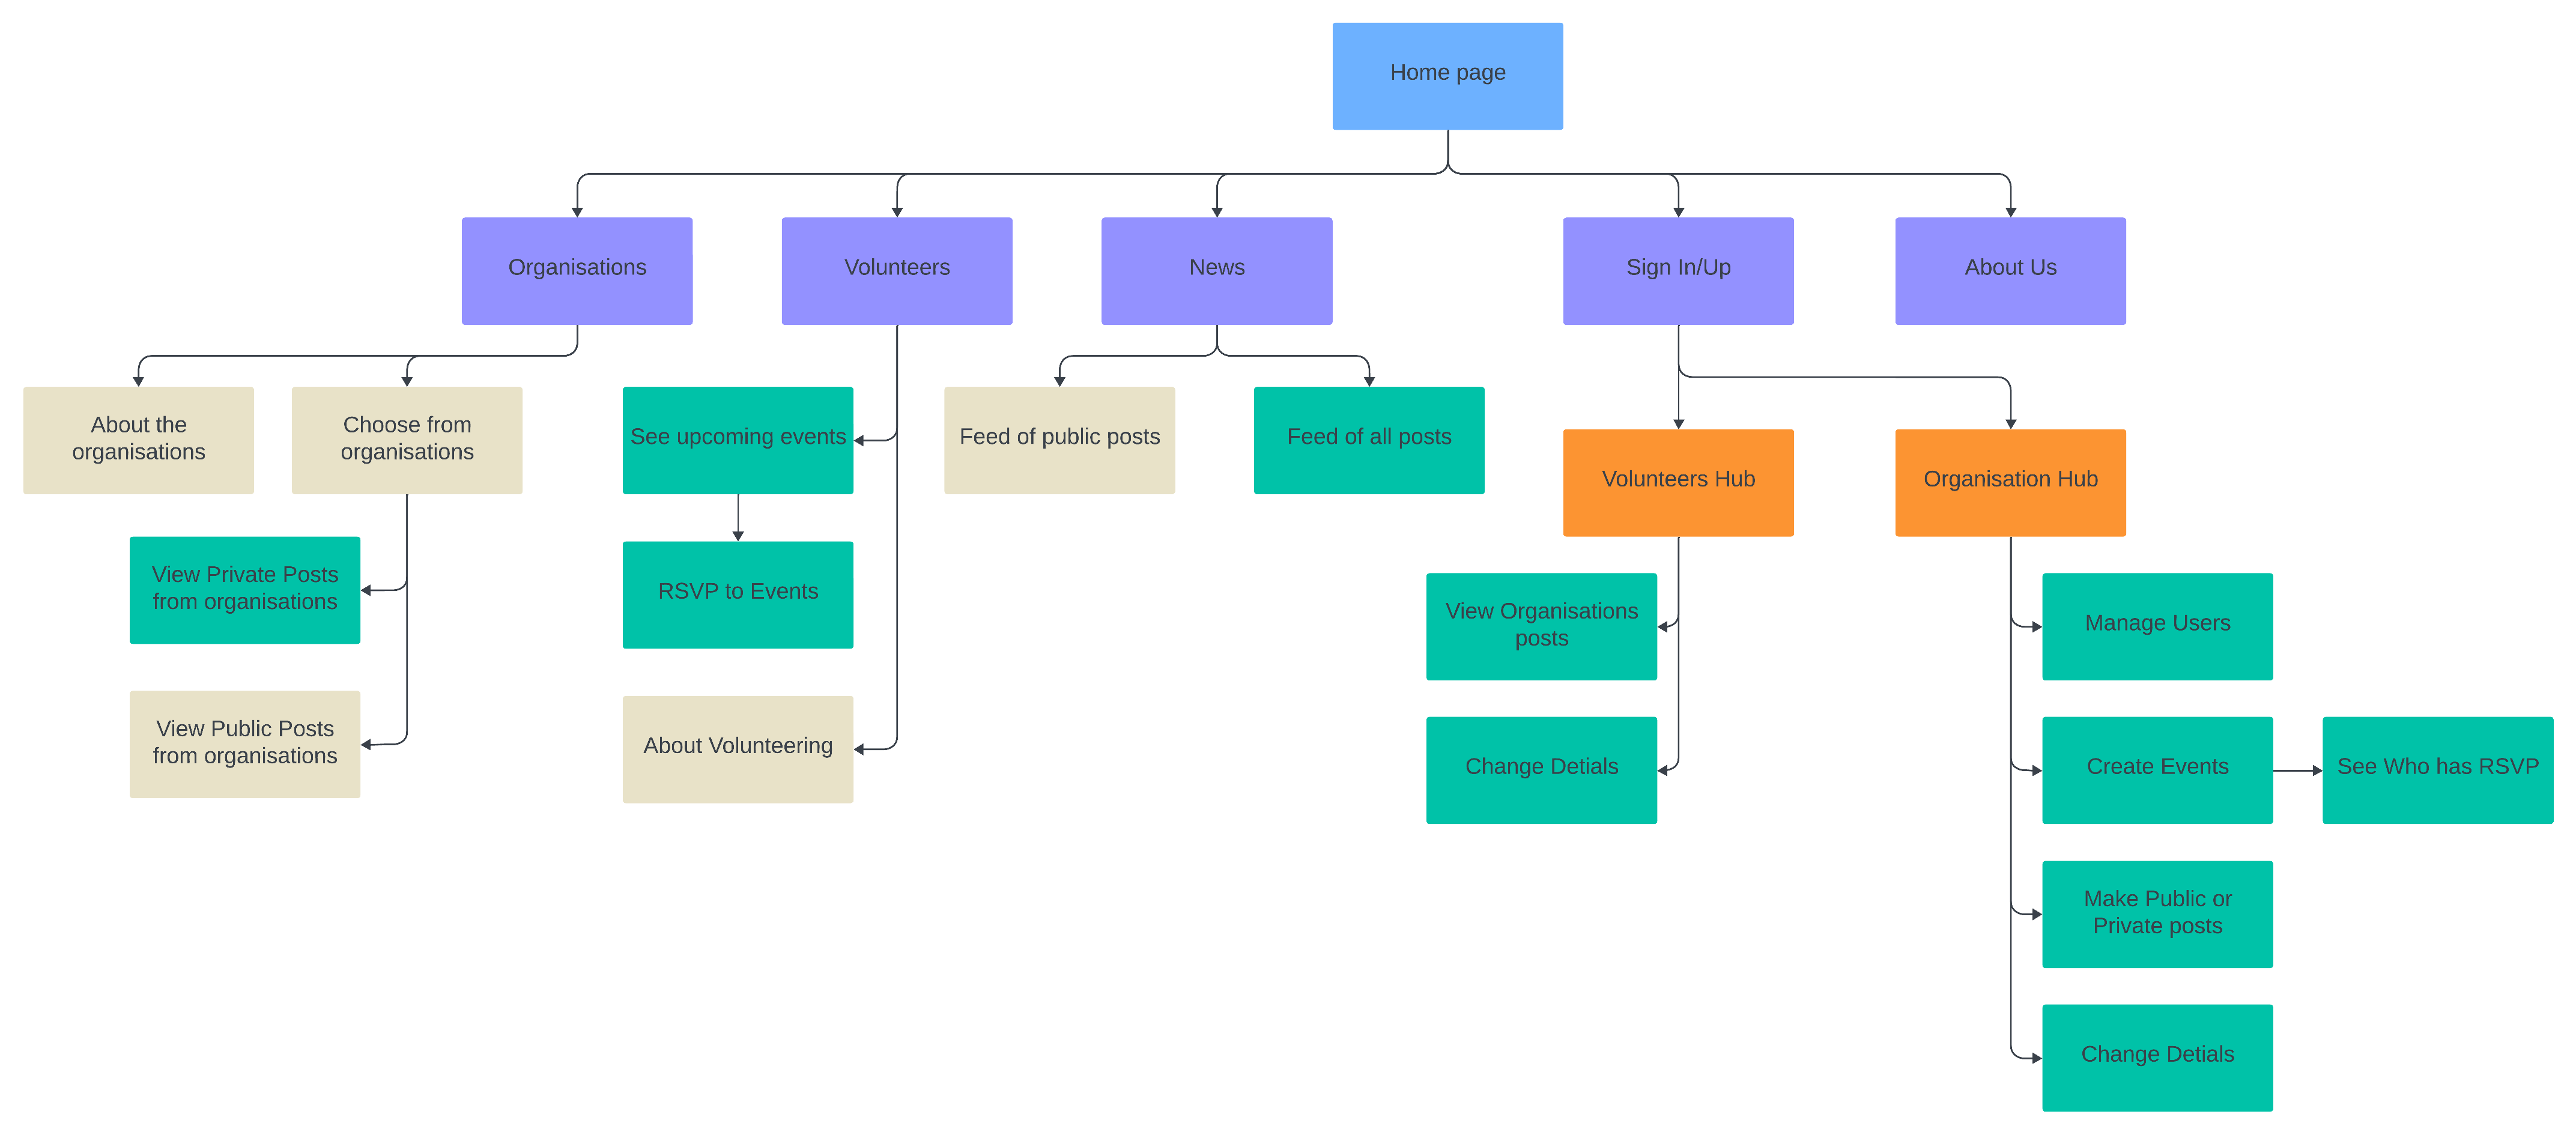 Home page
Organisations
Volunteers
News
Sign In/Up
About Us
About the
organisations
Choose from
organisations
See upcoming events
Feed of public posts
Feed of all posts
Volunteers Hub
Organisation Hub
View Private Posts
from organisations
RSVP to Events
View Organisations
posts
Manage Users
View Public Posts
from organisations
About Volunteering
Change Detials
Create Events
See Who has RSVP
Make Public or
Private posts
Change Detials